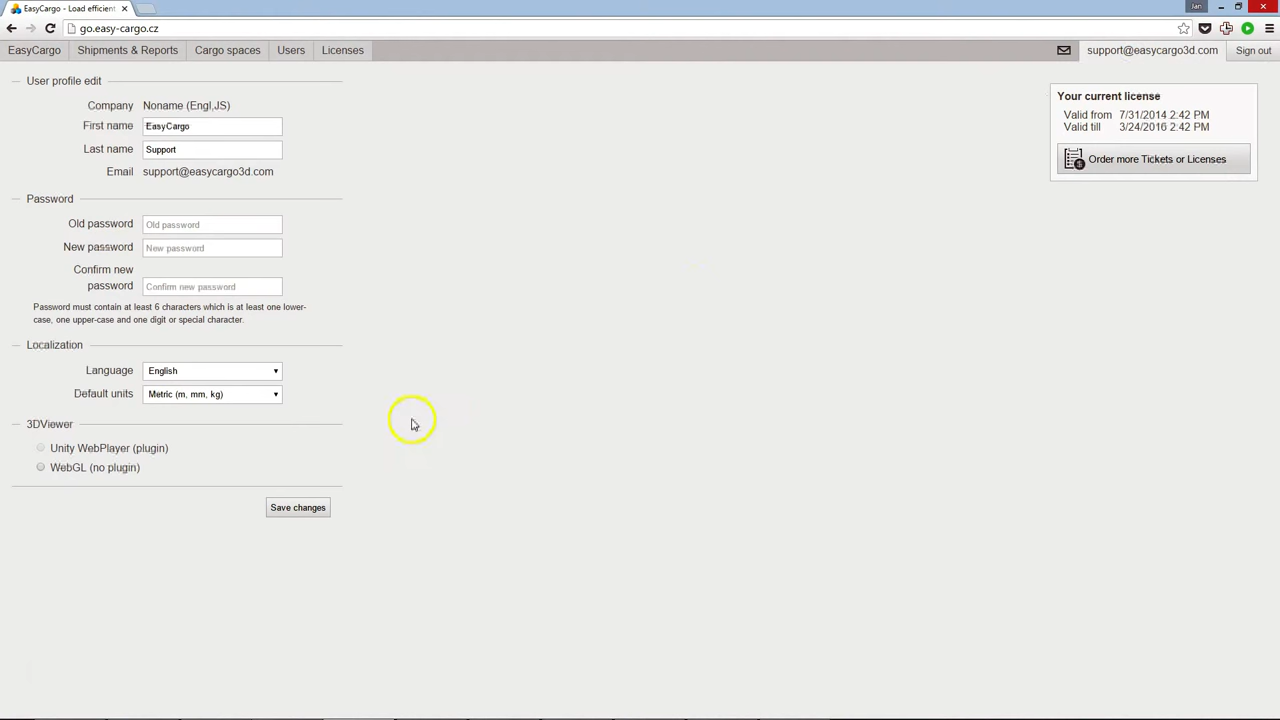 EasyCargo - Load efficient
Jan
go.easy-cargo.cz
EasyCargo Shipments & Reports Cargo spaces Users Licenses support@easycargo3d.com Sign out
User profile edit
Company Noname (Engl,JS)
First name EasyCargo
Last name Support
Email support@easycargo3d.com
Password
Old password Old password
New password New password
Confirm new
password Confirm new password
Password must contain at least 6 characters which is at least one lower-
case, one upper-case and one digit or special character.
Localization
Language English
Default units Metric (m, mm, kg)
3DViewer
Unity WebPlayer (plugin)
WebGL (no plugin)
Save changes
Your current license
Valid from 7/31/2014 2:42 PM
Valid till 3/24/2016 2:42 PM
Order more Tickets or Licenses